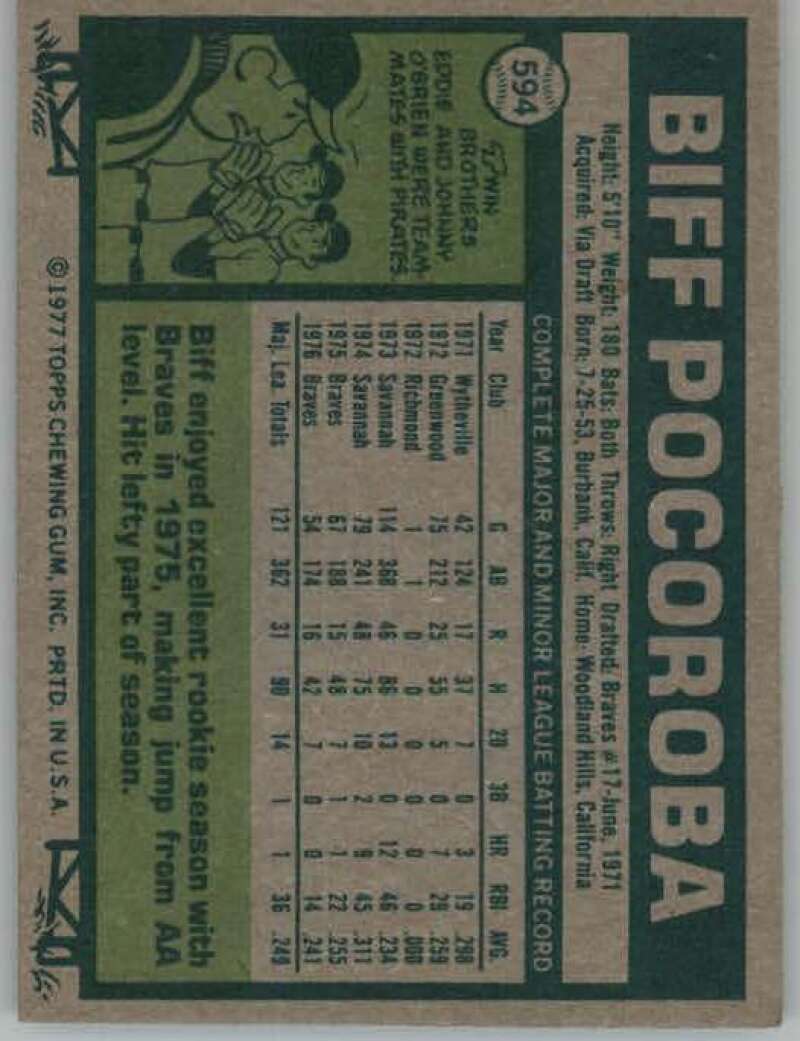 594
BIFF POCOROBA
Height: 5'10" Weight: 180 Bats: Both Throws: Right Drafted: Braves #17-June, 1971
Acquired: Via Draft Born: 7-25-53, Burbank, Calif. Home: Woodland Hills, California
COMPLETE MAJOR AND MINOR LEAGUE BATTING RECORD
Year Club G AB R H 2B 3B HR RBI AVG.
1971 Wytheville 42 124 17 37 7 0 3 19 .298
1972 Greenwood 75 212 25 55 5 0 7 29 .259
1972 Richmond 1 1 0 0 0 0 0 0 .000
1973 Savannah 114 368 46 86 13 0 12 46 .234
1974 Savannah 79 241 48 75 10 2 9 45 .311
1975 Braves 67 188 15 48 7 1 1 22 .255
1976 Braves 54 174 16 42 7 0 0 14 .241
Maj. Lea Totals 121 362 31 90 14 1 1 36 .249
TWIN
BROTHERS
EDDIE AND JOHNNY
O'BRIEN WERE TEAM-
MATES WITH PIRATES.
Biff enjoyed excellent rookie season with
Braves in 1975, making jump from AA
level. Hit lefty part of season.
© 1977 TOPPS CHEWING GUM, INC. PRTD. IN U.S.A.